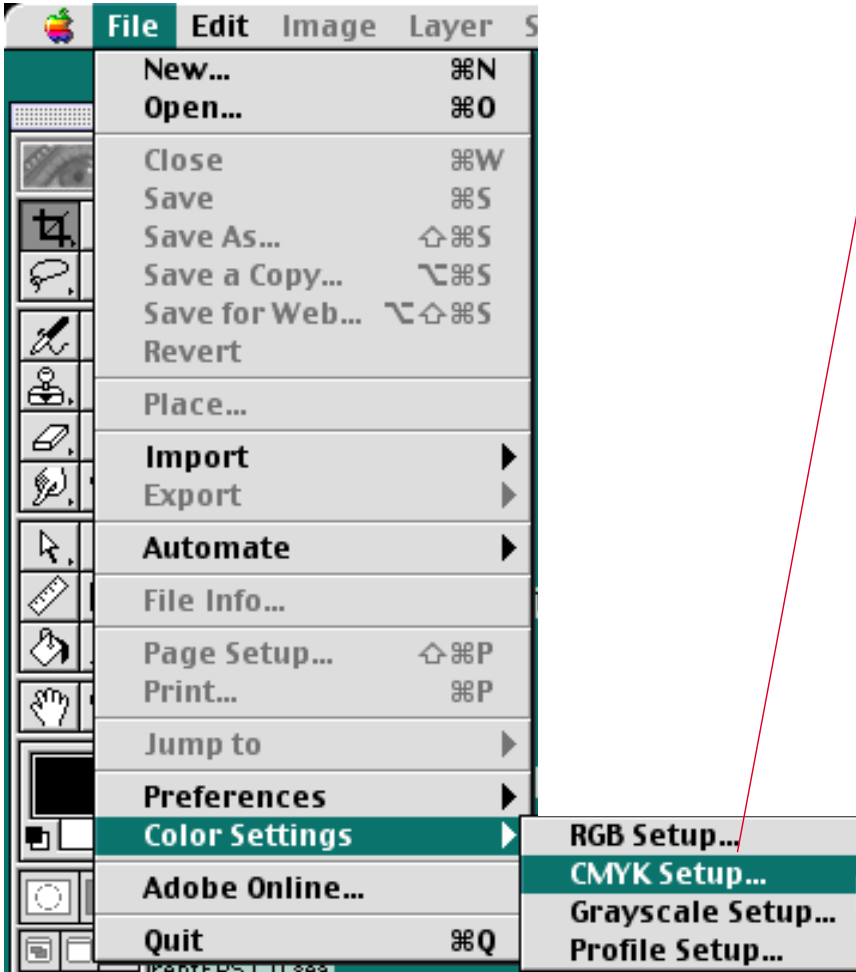 File Edit Image Layer S
New... ⌘N
Open... ⌘O
Close ⌘W
Save ⌘S
Save As... ⇧⌘S
Save a Copy... ⌥⌘S
Save for Web... ⌥⇧⌘S
Revert
Place...
Import
Export
Automate
File Info...
Page Setup... ⇧⌘P
Print... ⌘P
Jump to
Preferences
Color Settings
RGB Setup...
CMYK Setup...
Adobe Online...
Grayscale Setup...
Quit ⌘Q
Profile Setup...